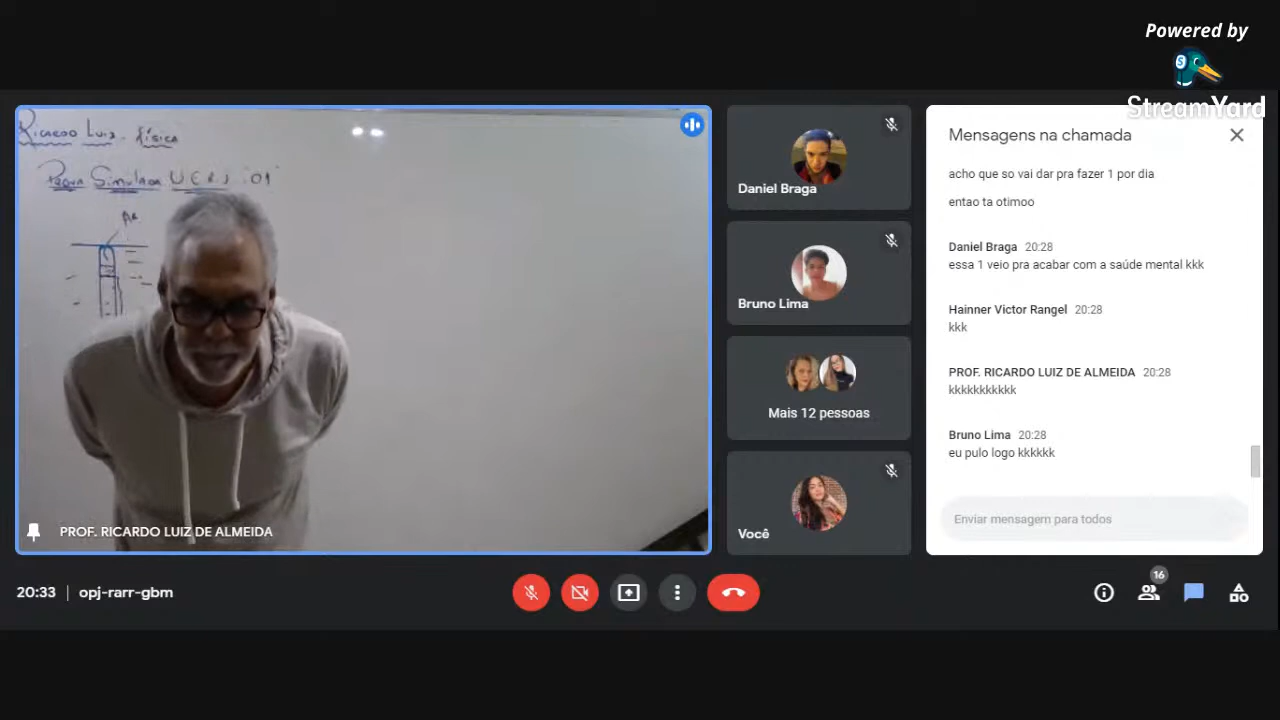 Powered by
StreamYard
Ricardo Luiz - Física
Prova Simulada UERJ 01
Ar
PROF. RICARDO LUIZ DE ALMEIDA
Daniel Braga
Bruno Lima
Mais 12 pessoas
Você
Mensagens na chamada
acho que so vai dar pra fazer 1 por dia
entao ta otimoo
Daniel Braga 20:28
essa 1 veio pra acabar com a saúde mental kkk
Hainner Victor Rangel 20:28
kkk
PROF. RICARDO LUIZ DE ALMEIDA 20:28
kkkkkkkkkkk
Bruno Lima 20:28
eu pulo logo kkkkkk
Enviar mensagem para todos
20:33 | opj-rarr-gbm
16